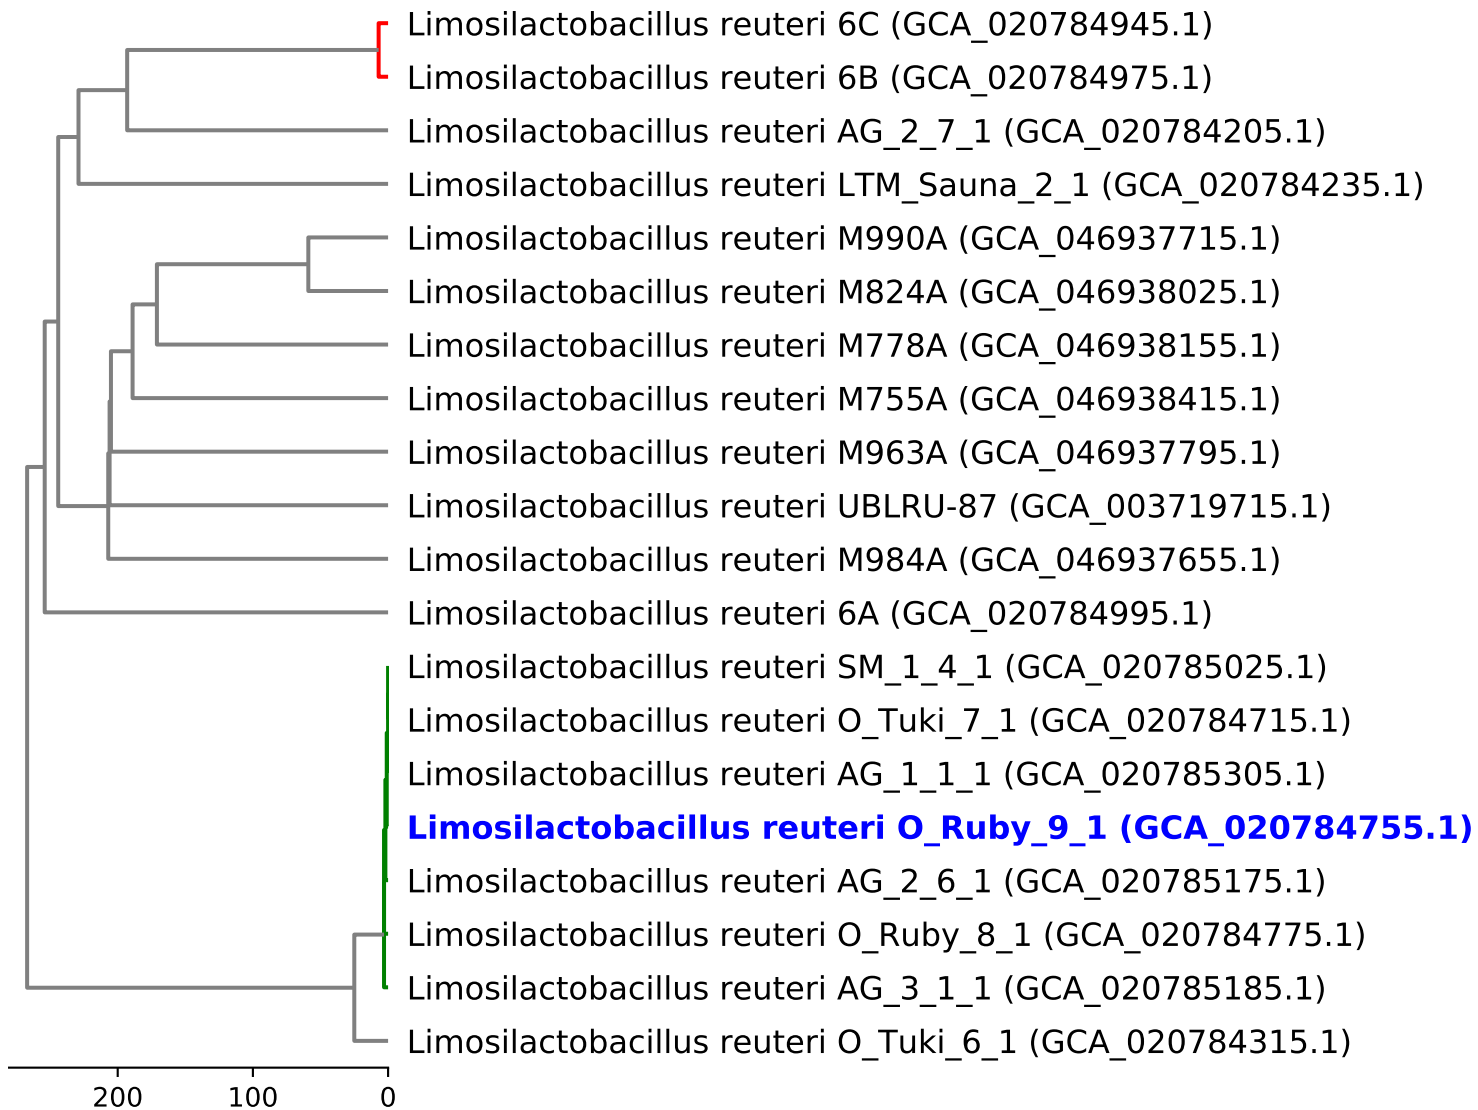 Limosilactobacillus reuteri 6C (GCA_020784945.1)
Limosilactobacillus reuteri 6B (GCA_020784975.1)
Limosilactobacillus reuteri AG_2_7_1 (GCA_020784205.1)
Limosilactobacillus reuteri LTM_Sauna_2_1 (GCA_020784235.1)
Limosilactobacillus reuteri M990A (GCA_046937715.1)
Limosilactobacillus reuteri M824A (GCA_046938025.1)
Limosilactobacillus reuteri M778A (GCA_046938155.1)
Limosilactobacillus reuteri M755A (GCA_046938415.1)
Limosilactobacillus reuteri M963A (GCA_046937795.1)
Limosilactobacillus reuteri UBLRU-87 (GCA_003719715.1)
Limosilactobacillus reuteri M984A (GCA_046937655.1)
Limosilactobacillus reuteri 6A (GCA_020784995.1)
Limosilactobacillus reuteri SM_1_4_1 (GCA_020785025.1)
Limosilactobacillus reuteri O_Tuki_7_1 (GCA_020784715.1)
Limosilactobacillus reuteri AG_1_1_1 (GCA_020785305.1)
Limosilactobacillus reuteri O_Ruby_9_1 (GCA_020784755.1)
Limosilactobacillus reuteri AG_2_6_1 (GCA_020785175.1)
Limosilactobacillus reuteri O_Ruby_8_1 (GCA_020784775.1)
Limosilactobacillus reuteri AG_3_1_1 (GCA_020785185.1)
Limosilactobacillus reuteri O_Tuki_6_1 (GCA_020784315.1)
200 100 0